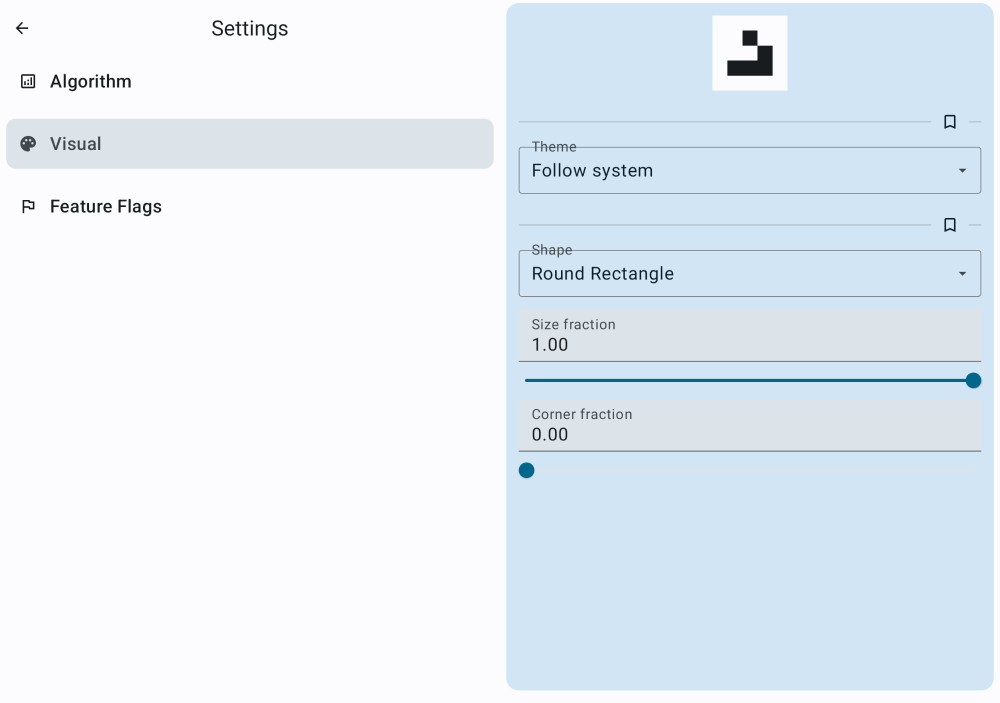 Settings
Algorithm
Visual
Feature Flags
Theme
Follow system
Shape
Round Rectangle
Size fraction
1.00
Corner fraction
0.00